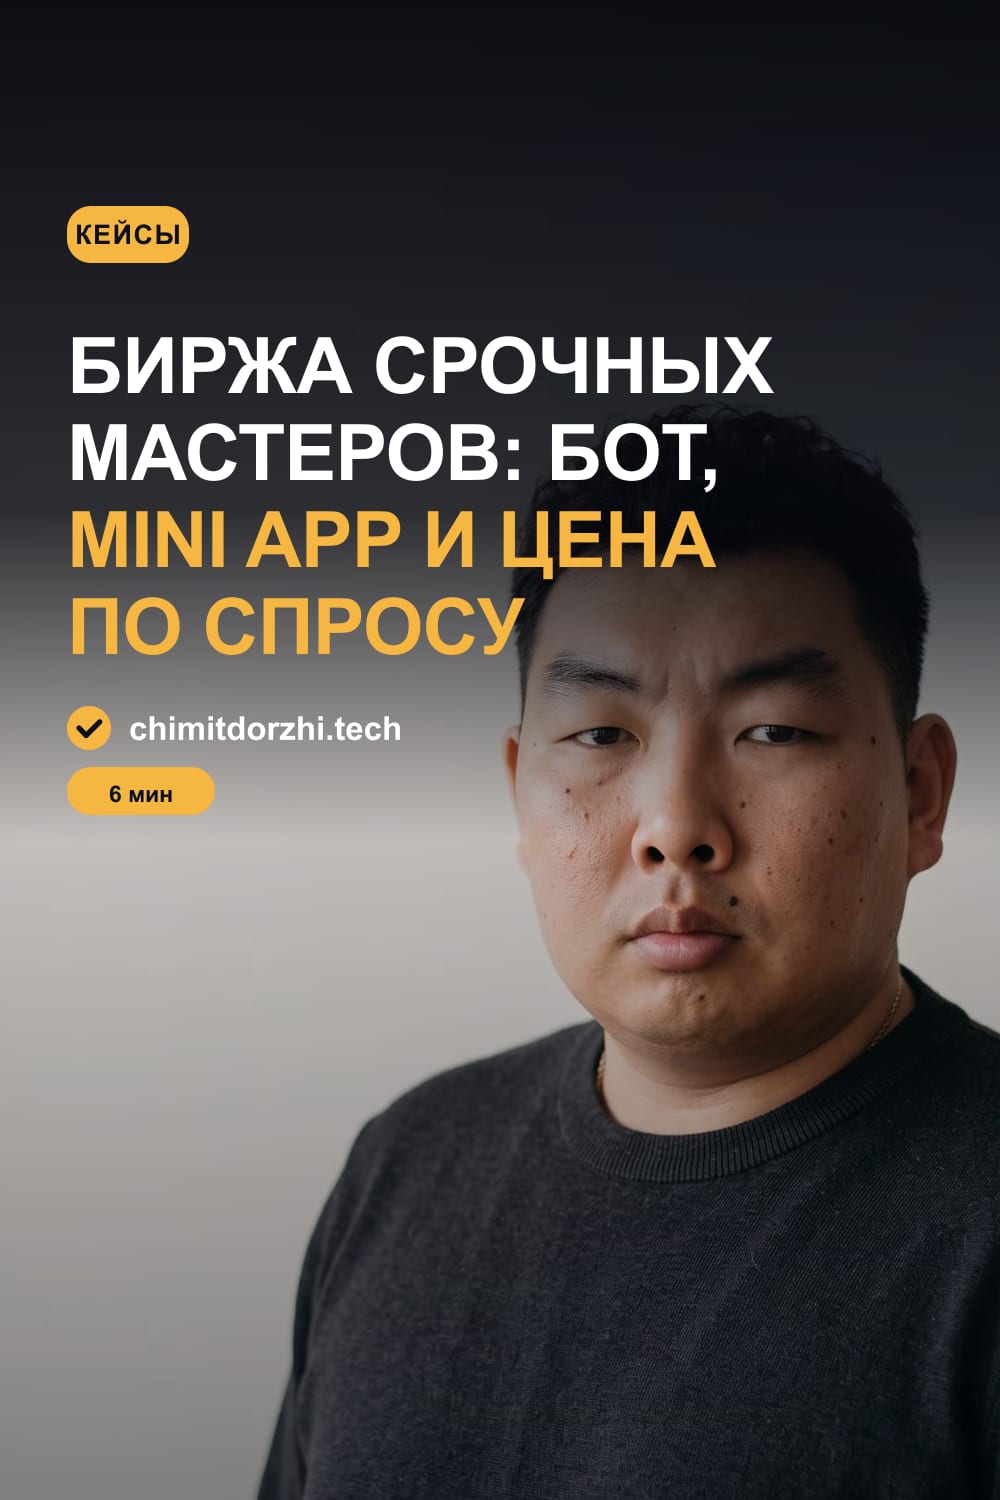 КЕЙСЫ
БИРЖА СРОЧНЫХ
МАСТЕРОВ: БОТ,
MINI APP И ЦЕНА
ПО СПРОСУ
chimitdorzhi.tech
6 мин